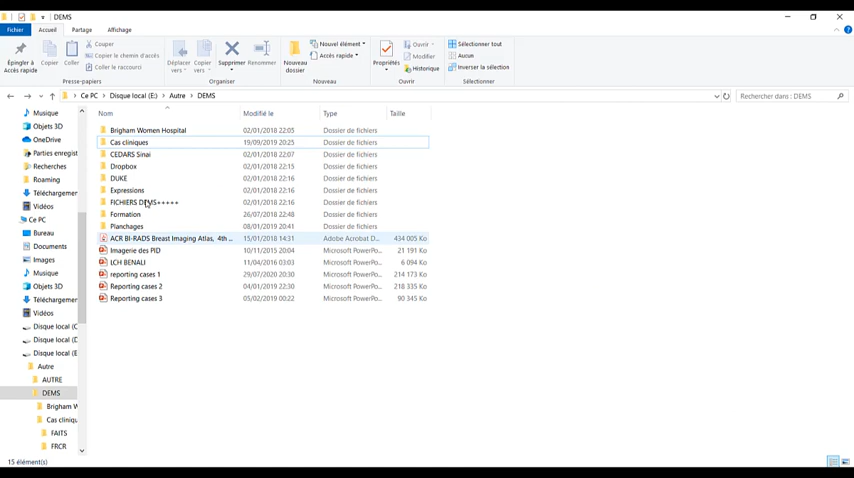 DEMS
Fichier Accueil Partage Affichage
Épingler à Accès rapide
Copier
Coller
Couper
Copier le chemin d'accès
Coller le raccourci
Presse-papiers
Déplacer vers
Copier vers
Supprimer
Renommer
Organiser
Nouveau dossier
Nouvel élément
Accès rapide
Nouveau
Propriétés
Ouvrir
Modifier
Historique
Ouvrir
Sélectionner tout
Aucun
Inverser la sélection
Sélectionner
Ce PC > Disque local (E:) > Autre > DEMS
Rechercher dans : DEMS
Nom Modifié le Type Taille
Brigham Women Hospital 02/01/2018 22:05 Dossier de fichiers
Cas cliniques 19/09/2019 20:25 Dossier de fichiers
CEDARS Sinai 02/01/2018 22:07 Dossier de fichiers
Dropbox 02/01/2018 22:15 Dossier de fichiers
DUKE 02/01/2018 22:16 Dossier de fichiers
Expressions 02/01/2018 22:16 Dossier de fichiers
FICHIERS DEMS+++++ 02/01/2018 22:16 Dossier de fichiers
Formation 26/07/2018 22:48 Dossier de fichiers
Planchages 08/01/2019 20:41 Dossier de fichiers
ACR BI-RADS Breast Imaging Atlas, 4th ... 15/01/2018 14:31 Adobe Acrobat D... 434 005 Ko
Imagerie des PID 10/11/2015 20:04 Microsoft PowerPo... 21 191 Ko
LCH BENALI 11/04/2016 03:03 Microsoft PowerPo... 6 094 Ko
reporting cases 1 29/07/2020 20:30 Microsoft PowerPo... 214 173 Ko
Reporting cases 2 04/01/2019 22:30 Microsoft PowerPo... 218 335 Ko
Reporting cases 3 05/02/2019 00:22 Microsoft PowerPo... 90 345 Ko
Musique
Objets 3D
OneDrive
Parties enregist
Recherches
Roaming
Téléchargemer
Vidéos
Ce PC
Bureau
Documents
Images
Musique
Objets 3D
Téléchargemer
Vidéos
Disque local (C
Disque local (D
Disque local (E
Autre
AUTRE
DEMS
Brigham W
Cas cliniqu
FAITS
FRCR
15 élément(s)